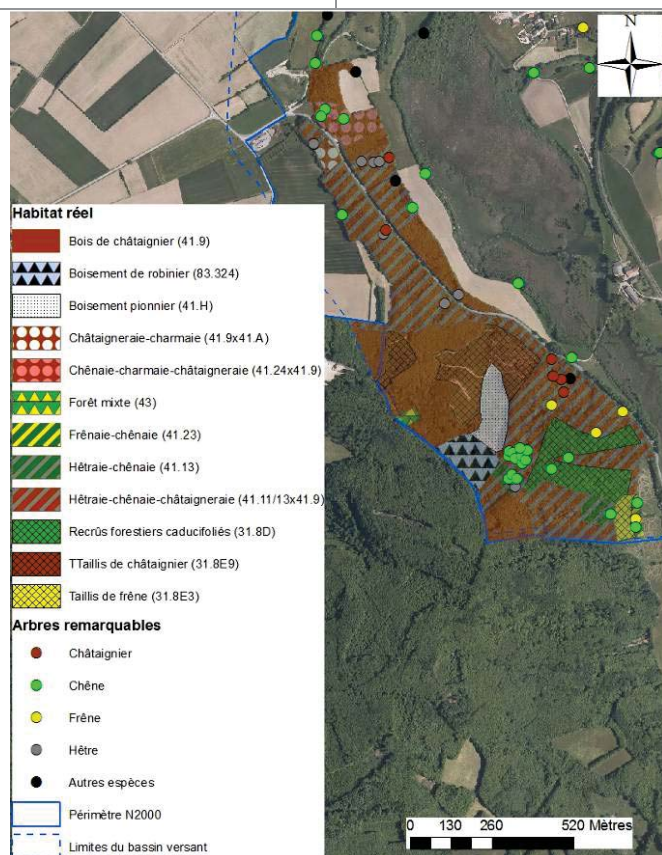 N
Habitat réel
Bois de châtaignier (41.9)
Boisement de robinier (83.324)
Boisement pionnier (41.H)
Châtaigneraie-charmaie (41.9x41.A)
Chênaie-charmaie-châtaigneraie (41.24x41.9)
Forêt mixte (43)
Frênaie-chênaie (41.23)
Hêtraie-chênaie (41.13)
Hêtraie-chênaie-châtaigneraie (41.11/13x41.9)
Recrûs forestiers caducifoliés (31.8D)
TTaillis de châtaignier (31.8E9)
Taillis de frêne (31.8E3)
Arbres remarquables
Châtaignier
Chêne
Frêne
Hêtre
Autres espèces
Périmètre N2000
Limites du bassin versant
0 130 260 520 Mètres